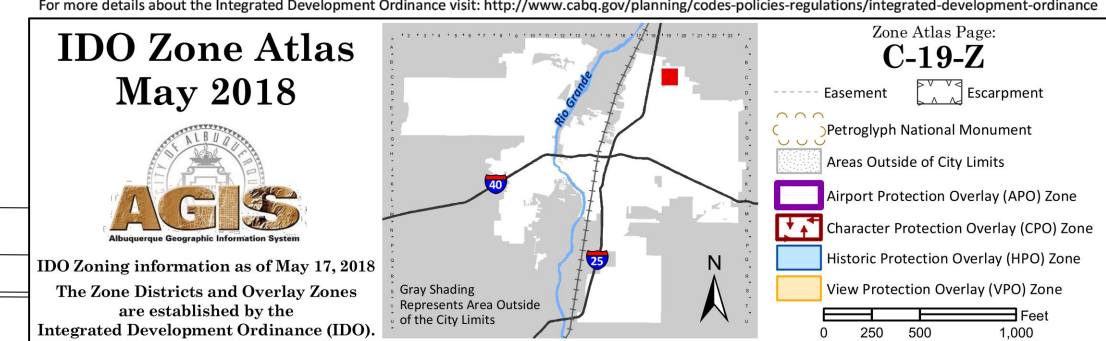 For more details about the Integrated Development Ordinance visit: http://www.cabq.gov/planning/codes-policies-regulations/integrated-development-ordinance
IDO Zone Atlas
May 2018
CITY OF ALBUQUERQUE
AGIS
Albuquerque Geographic Information System
IDO Zoning information as of May 17, 2018
The Zone Districts and Overlay Zones
are established by the
Integrated Development Ordinance (IDO).
Rio Grande
40
25
Gray Shading
Represents Area Outside
of the City Limits
N
Zone Atlas Page:
C-19-Z
Easement
Escarpment
Petroglyph National Monument
Areas Outside of City Limits
Airport Protection Overlay (APO) Zone
Character Protection Overlay (CPO) Zone
Historic Protection Overlay (HPO) Zone
View Protection Overlay (VPO) Zone
Feet
0 250 500 1,000